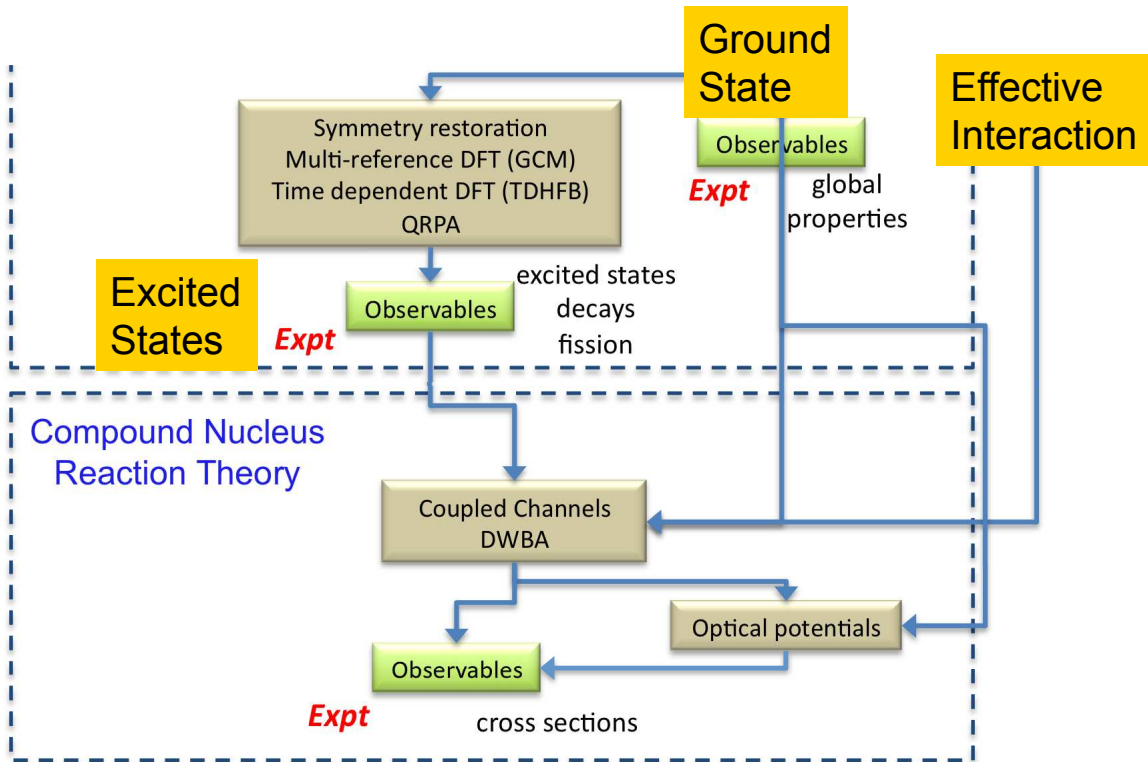 Ground
State
Effective
Interaction
Symmetry restoration
Multi-reference DFT (GCM)
Time dependent DFT (TDHFB)
QRPA
Observables
Expt
global
properties
Excited
States
Observables
Expt
excited states
decays
fission
Compound Nucleus
Reaction Theory
Coupled Channels
DWBA
Optical potentials
Observables
Expt
cross sections